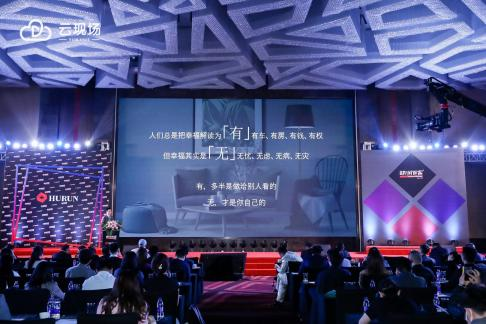 云现场
人们总是把幸福解读为「有」有车、有房、有钱、有权
但幸福其实是「无」无忧、无虑、无病、无灾
有，多半是做给别人看的
无，才是你自己的
HURUN